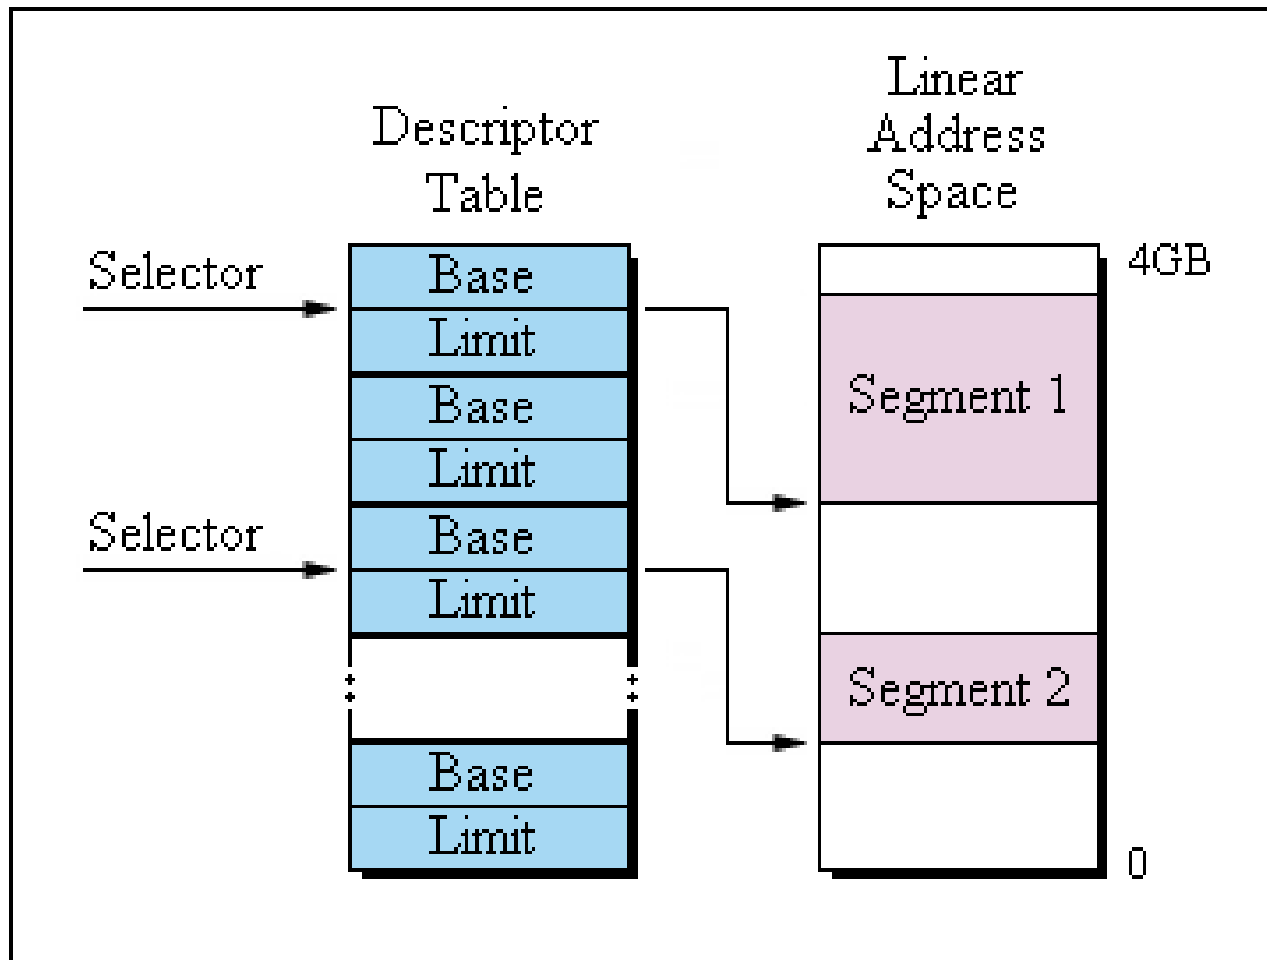 Linear
Address
Space
Descriptor
Table
Selector
Base
Limit
Base
Limit
Selector
Base
Limit
Base
Limit
4GB
Segment 1
Segment 2
0